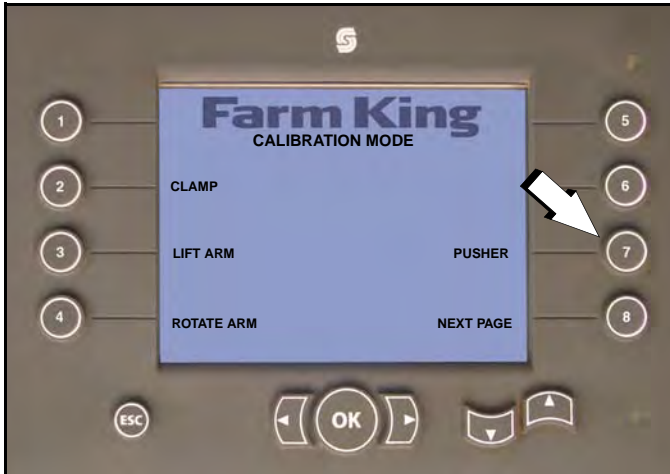 1
Farm King
5
CALIBRATION MODE
2
CLAMP
6
3
LIFT ARM
PUSHER
7
4
ROTATE ARM
NEXT PAGE
8
ESC
OK